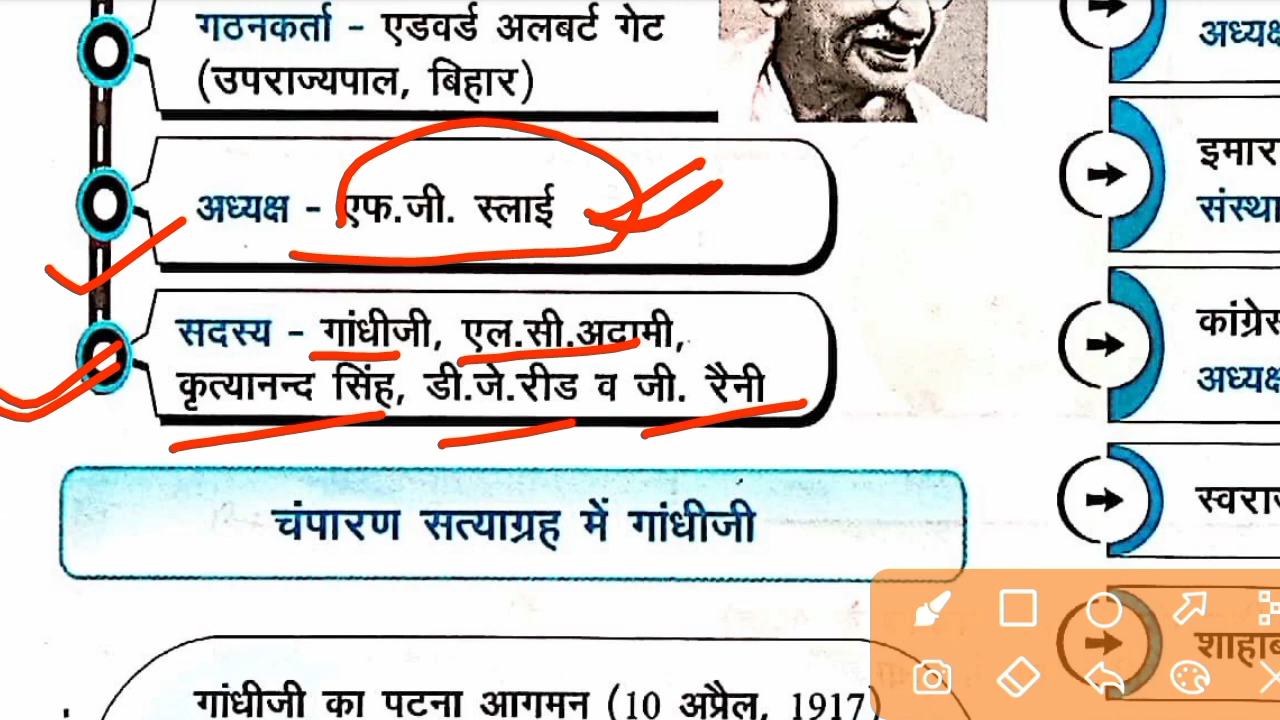 गठनकर्ता - एडवर्ड अलबर्ट गेट
(उपराज्यपाल, बिहार)
अध्यक्ष - एफ.जी. स्लाई
सदस्य - गांधीजी, एल.सी.अदामी,
कृत्यानन्द सिंह, डी.जे.रीड व जी. रैनी
चंपारण सत्याग्रह में गांधीजी
गांधीजी का पटना आगमन (10 अप्रैल, 1917)
अध्यक्ष
इमार
संस्था
कांग्रेस
अध्यक्ष
स्वराज
शाहाब